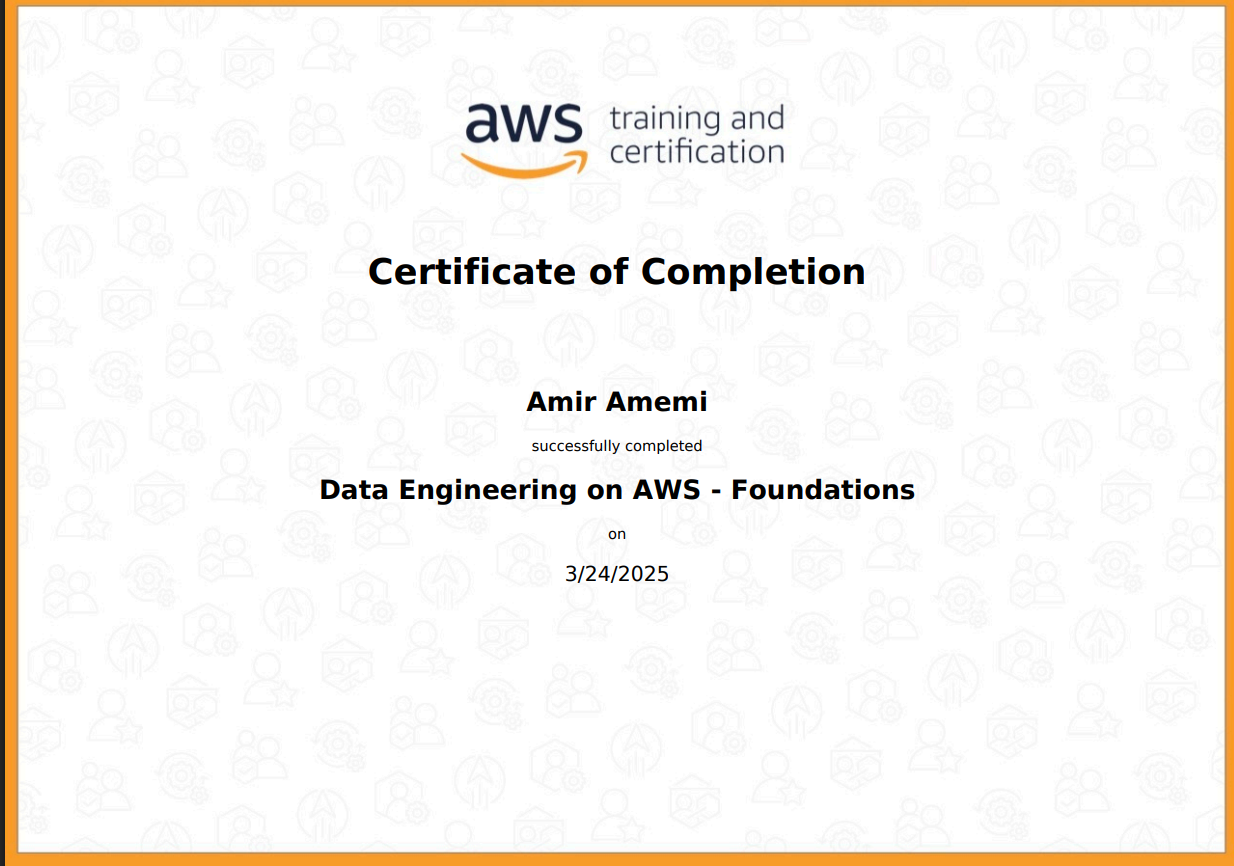 aws training and
certification
Certificate of Completion
Amir Amemi
successfully completed
Data Engineering on AWS - Foundations
on
3/24/2025